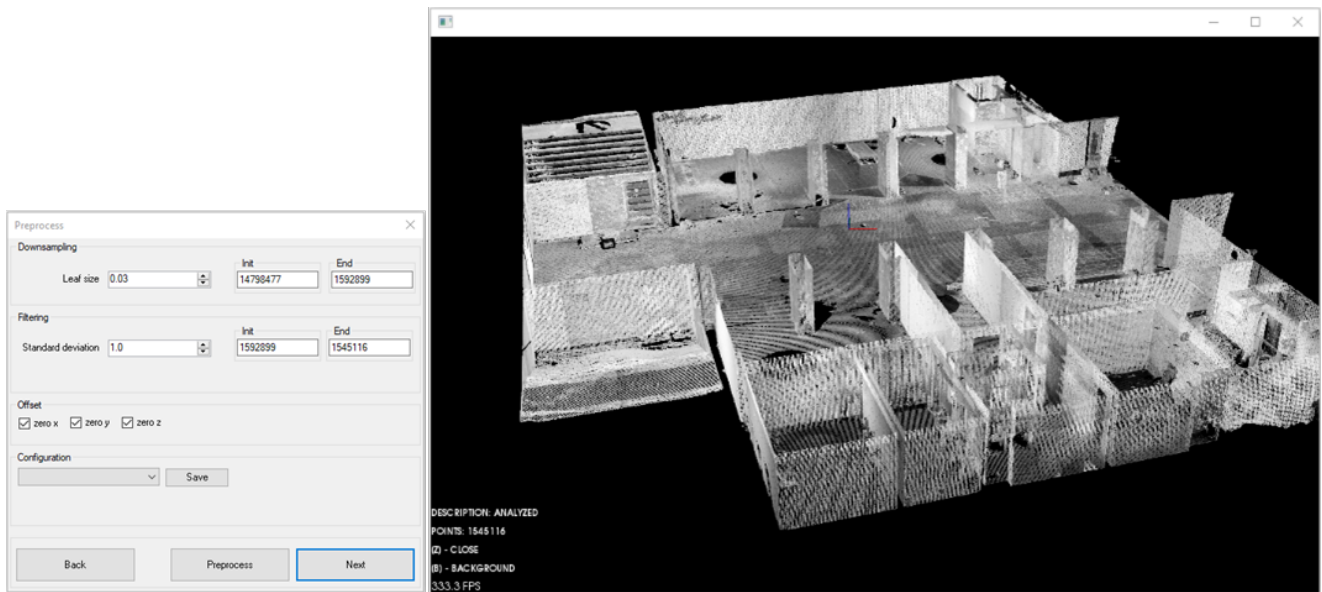 Preprocess
Downsampling
Init
End
Leaf size 0.03 14798477 1592899
Filtering
Init
End
Standard deviation 1.0 1592899 1545116
Offset
zero x zero y zero z
Configuration
Save
Back Preprocess Next
DESCRIPTION: ANALYZED
POINTS: 1545116
(Z) - CLOSE
(B) - BACKGROUND
333.3 FPS